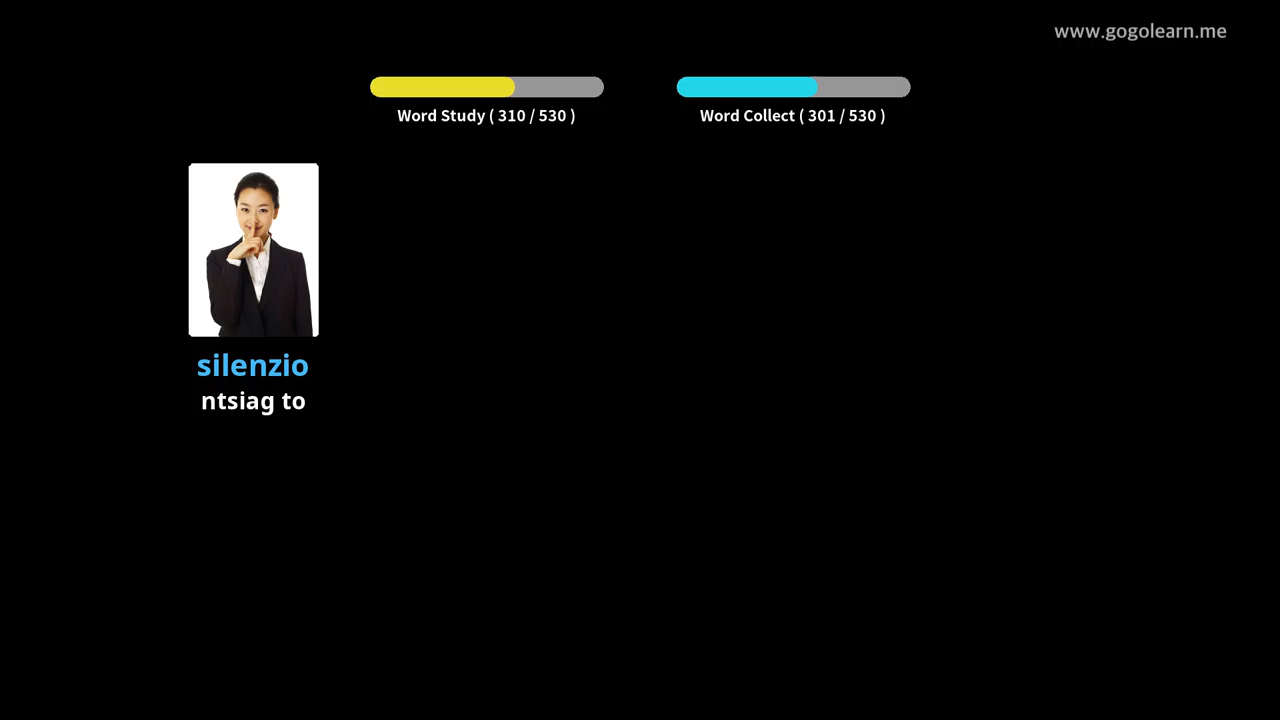 www.gogolearn.me
Word Study ( 310 / 530 )
Word Collect ( 301 / 530 )
silenzio
ntsiag to